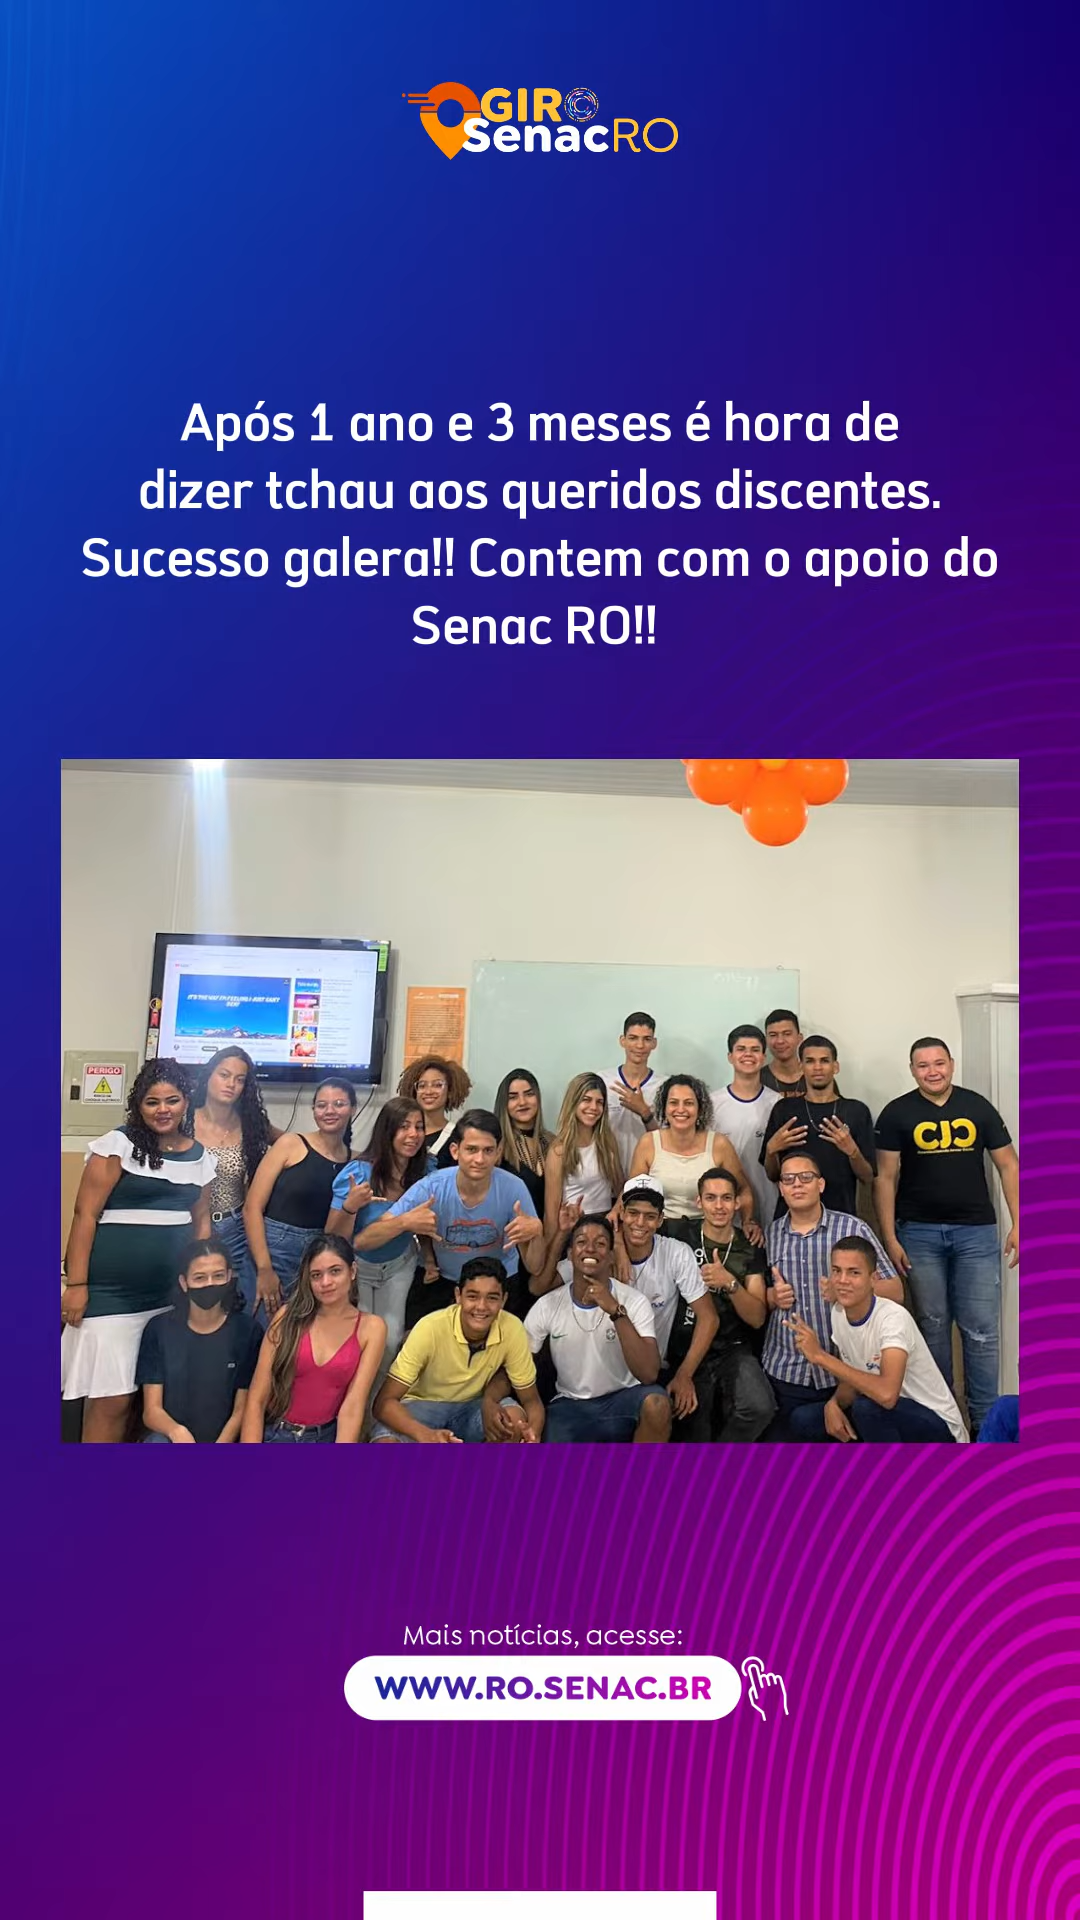 GIRO
SenacRO
Após 1 ano e 3 meses é hora de
dizer tchau aos queridos discentes.
Sucesso galera!! Contem com o apoio do
Senac RO!!
PERIGO
CJC
Mais notícias, acesse:
WWW.RO.SENAC.BR